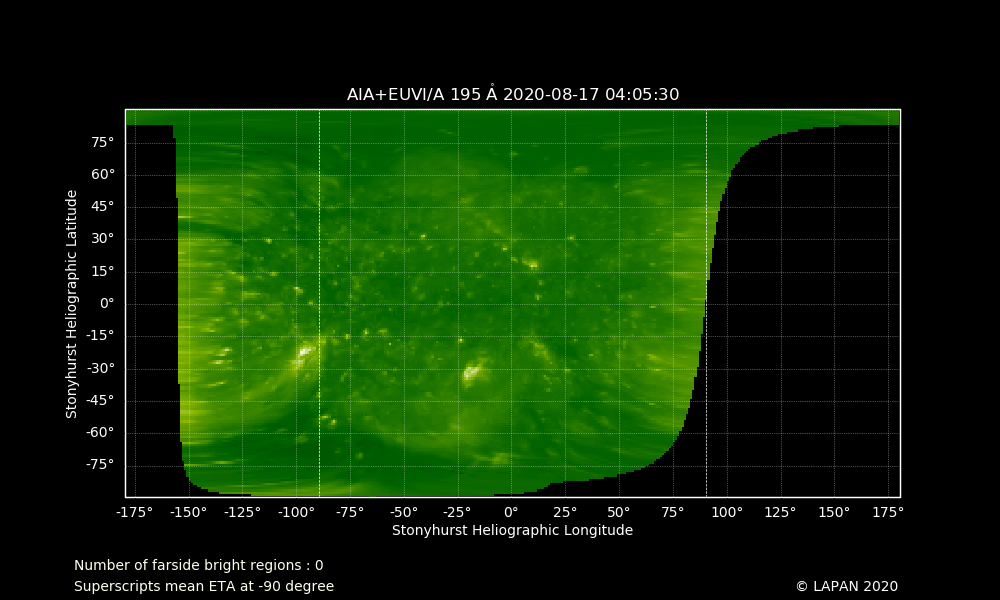 AIA+EUVI/A 195 Å 2020-08-17 04:05:30
75°
60°
45°
30°
15°
0°
-15°
-30°
-45°
-60°
-75°
Stonyhurst Heliographic Latitude
-175° -150° -125° -100° -75° -50° -25° 0° 25° 50° 75° 100° 125° 150° 175°
Stonyhurst Heliographic Longitude
Number of farside bright regions : 0
Superscripts mean ETA at -90 degree
© LAPAN 2020